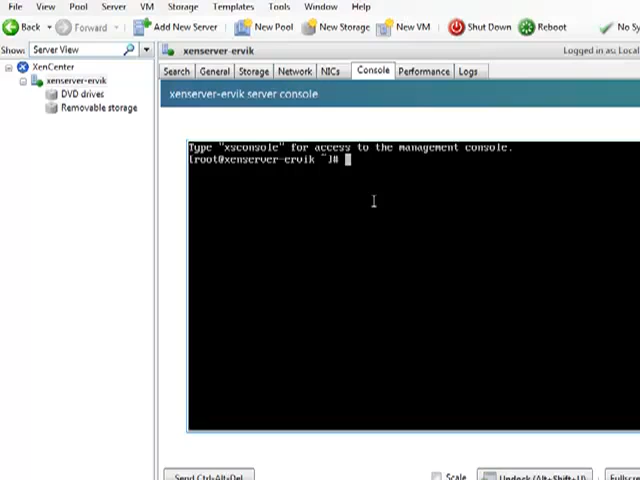 File View Pool Server VM Storage Templates Tools Window Help
Back Forward Add New Server New Pool New Storage New VM Shut Down Reboot No Sy
Show: Server View xenserver-ervik Logged in as: Local
XenCenter Search General Storage Network NICs Console Performance Logs
xenserver-ervik
DVD drives xenserver-ervik server console
Removable storage
Type "xsconsole" for access to the management console.
[root@xenserver-ervik ~]#
Send Ctrl+Alt+Del Scale Undock (Alt+Shift+U) Fullscre